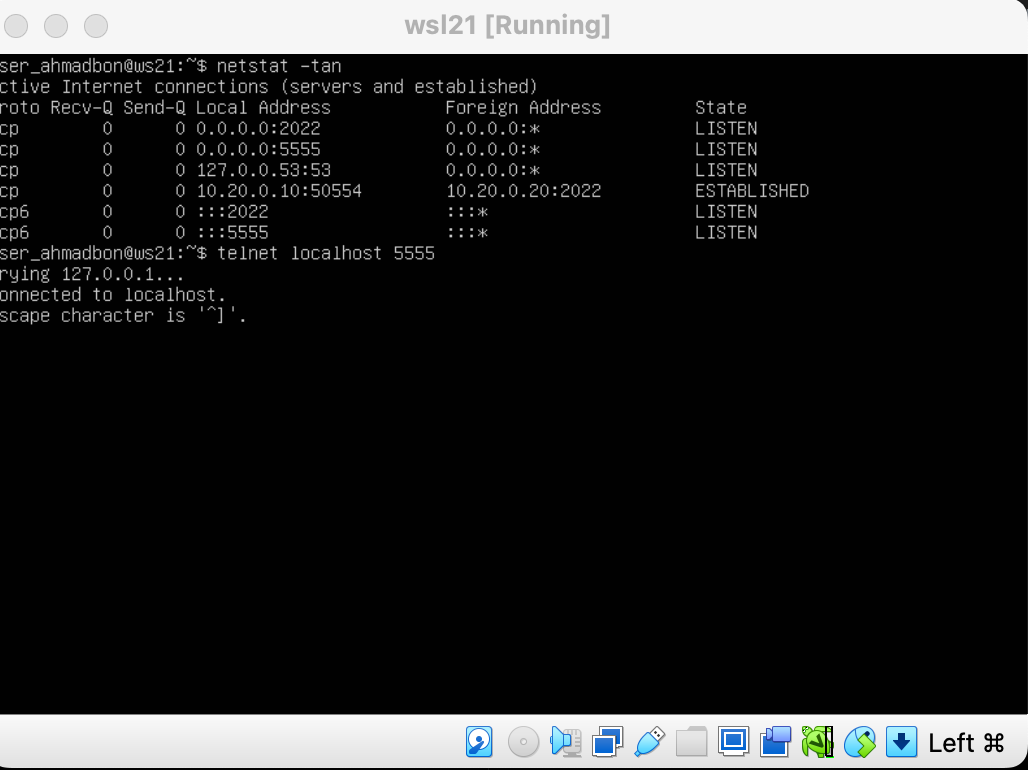 wsl21 [Running]
ser_ahmadbon@ws21:~$ netstat -tan
ctive Internet connections (servers and established)
roto Recv-Q Send-Q Local Address           Foreign Address         State
cp        0      0 0.0.0.0:2022            0.0.0.0:*               LISTEN
cp        0      0 0.0.0.0:5555            0.0.0.0:*               LISTEN
cp        0      0 127.0.0.53:53           0.0.0.0:*               LISTEN
cp        0      0 10.20.0.10:50554        10.20.0.20:2022         ESTABLISHED
cp6       0      0 :::2022                 :::*                    LISTEN
cp6       0      0 :::5555                 :::*                    LISTEN
ser_ahmadbon@ws21:~$ telnet localhost 5555
rying 127.0.0.1...
onnected to localhost.
scape character is '^]'.
Left ⌘